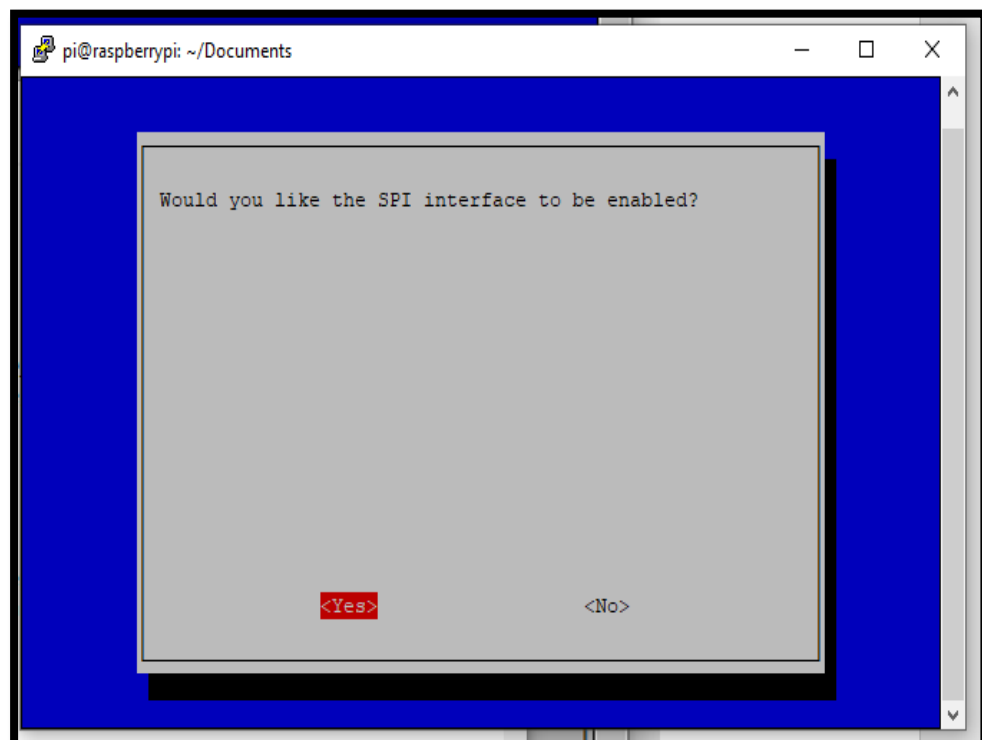 pi@raspberrypi: ~/Documents
Would you like the SPI interface to be enabled?
<Yes> <No>